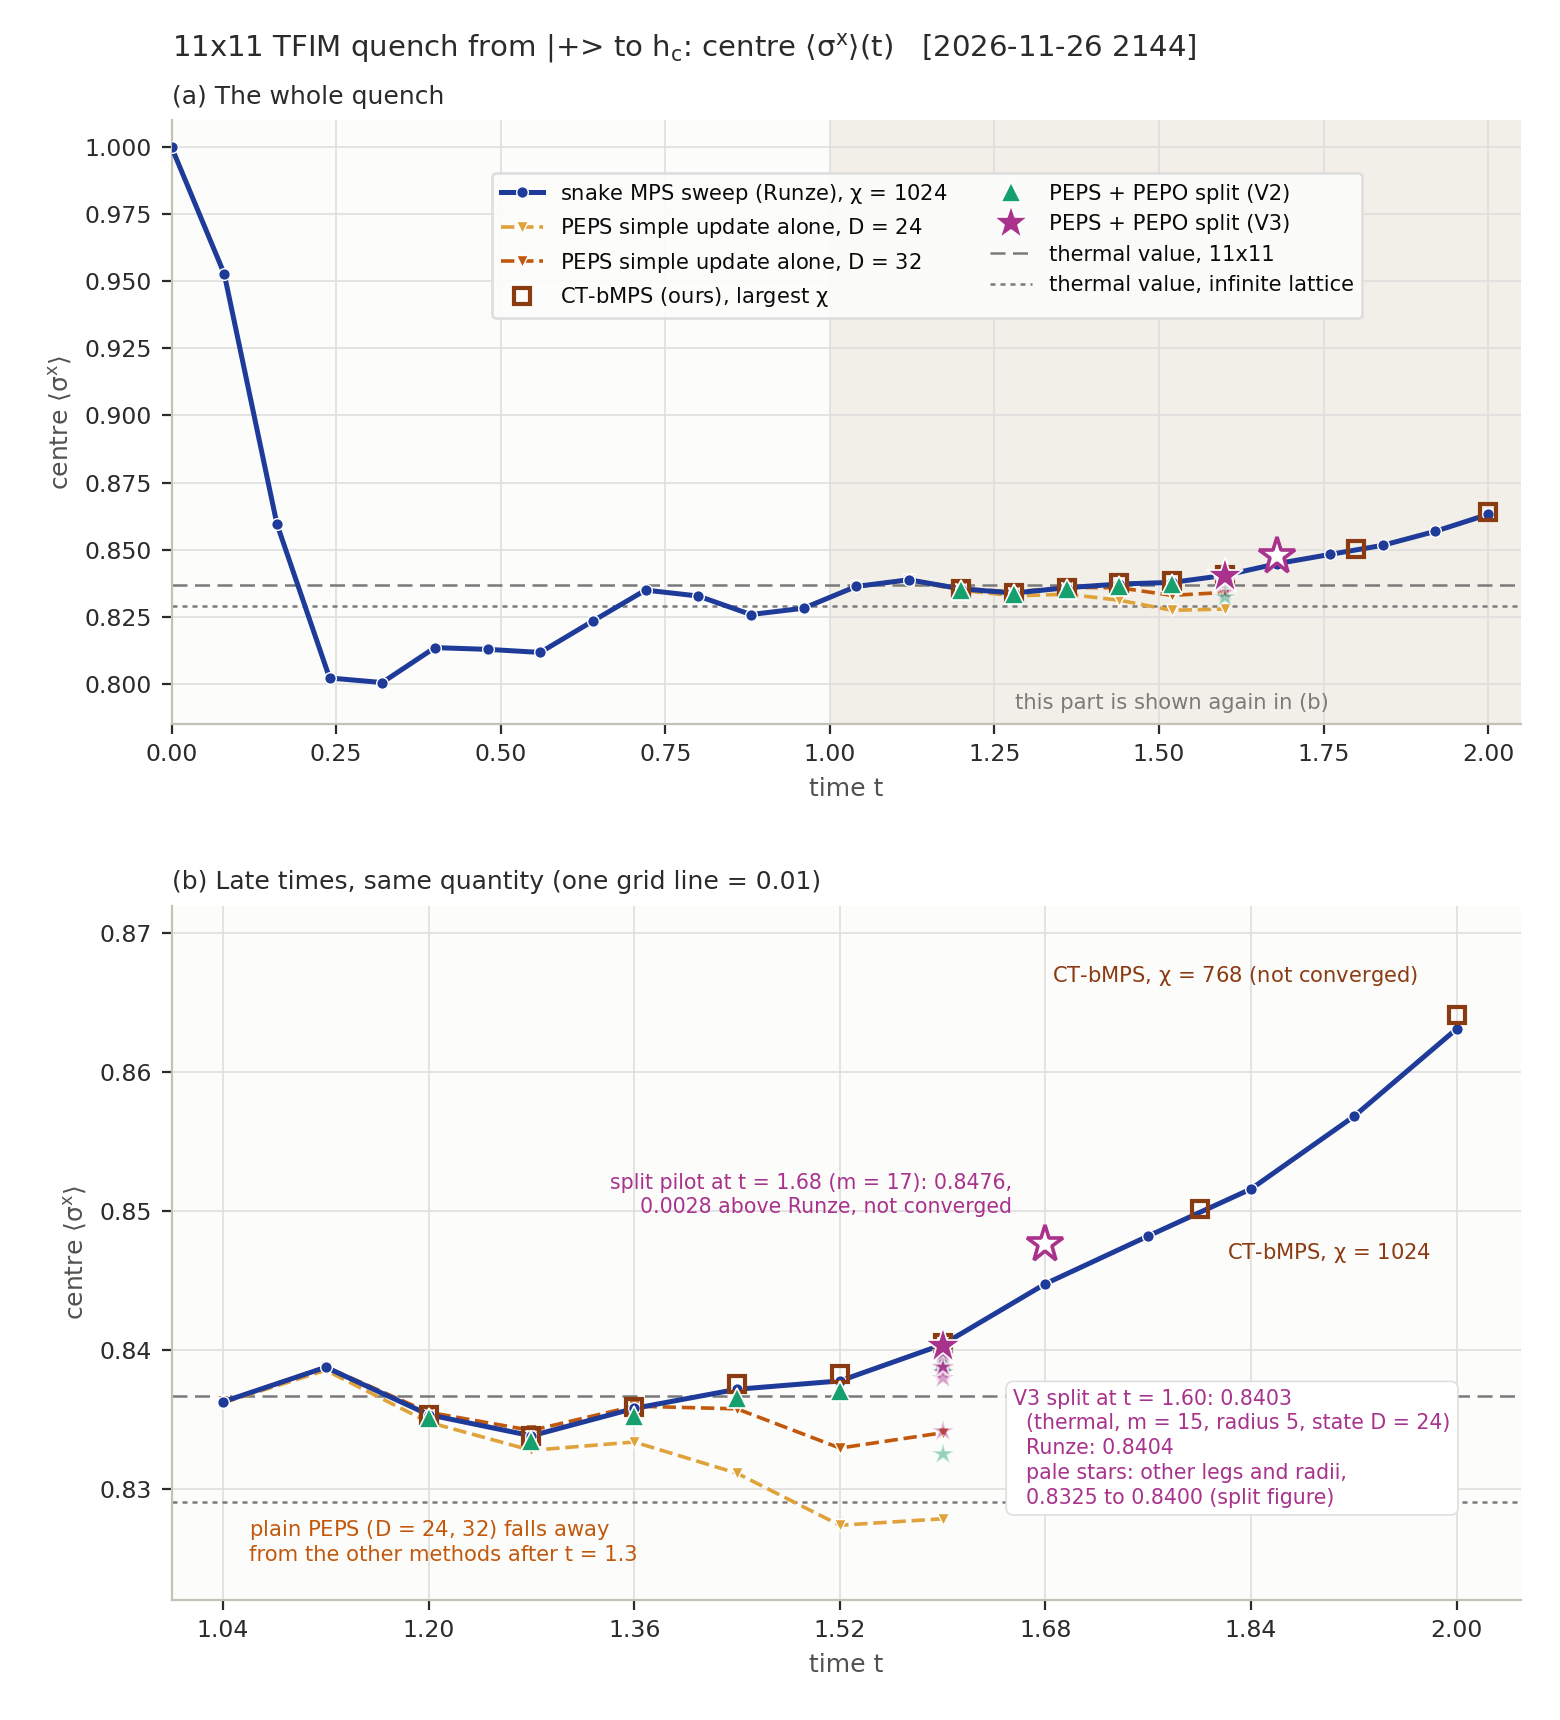 11x11 TFIM quench from |+> to h_c: centre ⟨σ^x⟩(t)   [2026-11-26 2144]
(a) The whole quench
1.000
0.975
0.950
0.925
0.900
0.875
0.850
0.825
0.800
centre ⟨σ^x⟩
snake MPS sweep (Runze), χ = 1024
PEPS simple update alone, D = 24
PEPS simple update alone, D = 32
CT-bMPS (ours), largest χ
PEPS + PEPO split (V2)
PEPS + PEPO split (V3)
thermal value, 11x11
thermal value, infinite lattice
this part is shown again in (b)
0.00 0.25 0.50 0.75 1.00 1.25 1.50 1.75 2.00
time t
(b) Late times, same quantity (one grid line = 0.01)
0.87
0.86
0.85
0.84
0.83
centre ⟨σ^x⟩
CT-bMPS, χ = 768 (not converged)
split pilot at t = 1.68 (m = 17): 0.8476,
0.0028 above Runze, not converged
CT-bMPS, χ = 1024
V3 split at t = 1.60: 0.8403
(thermal, m = 15, radius 5, state D = 24)
Runze: 0.8404
pale stars: other legs and radii,
0.8325 to 0.8400 (split figure)
plain PEPS (D = 24, 32) falls away
from the other methods after t = 1.3
1.04 1.20 1.36 1.52 1.68 1.84 2.00
time t